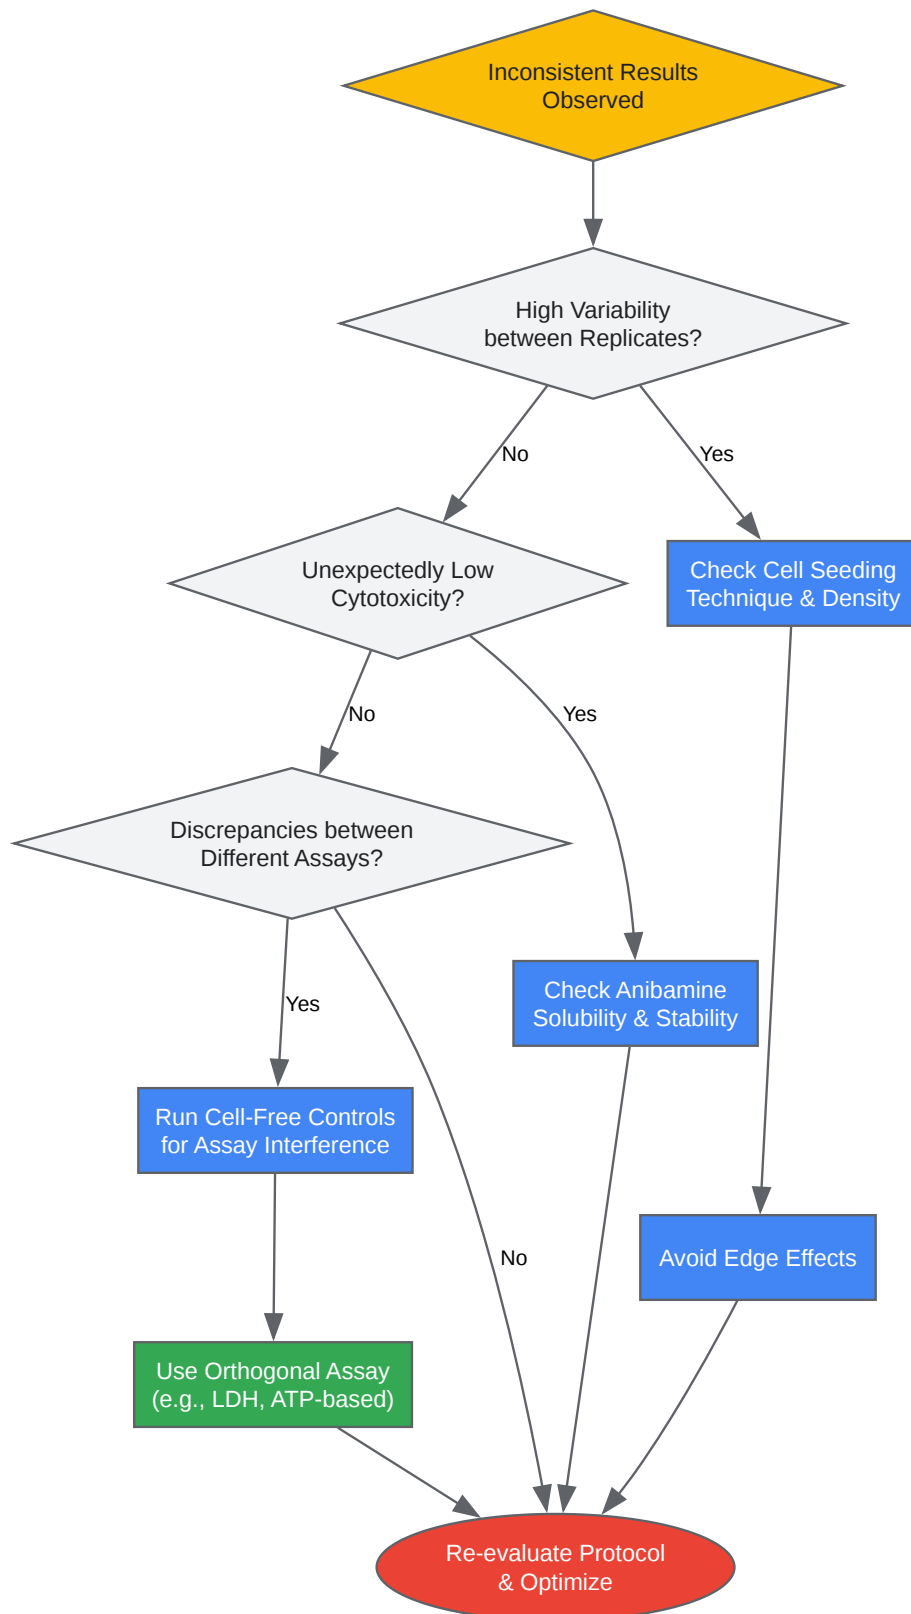 Inconsistent Results
Observed
High Variability
between Replicates?
No
Yes
Unexpectedly Low
Cytotoxicity?
Check Cell Seeding
Technique & Density
No
Yes
Discrepancies between
Different Assays?
Check Anibamine
Solubility & Stability
Yes
Run Cell-Free Controls
for Assay Interference
No
Avoid Edge Effects
Use Orthogonal Assay
(e.g., LDH, ATP-based)
Re-evaluate Protocol
& Optimize